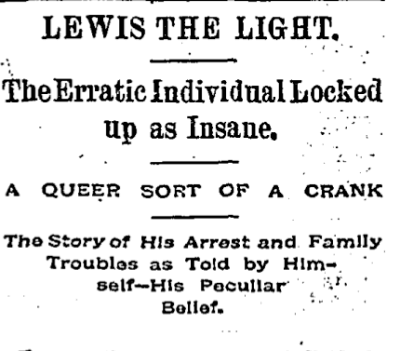 LEWIS THE LIGHT.
The Erratic Individual Locked
up as Insane.
A QUEER SORT OF A CRANK
The Story of His Arrest and Family
Troubles as Told by Him-
self—His Peculiar
Belief.